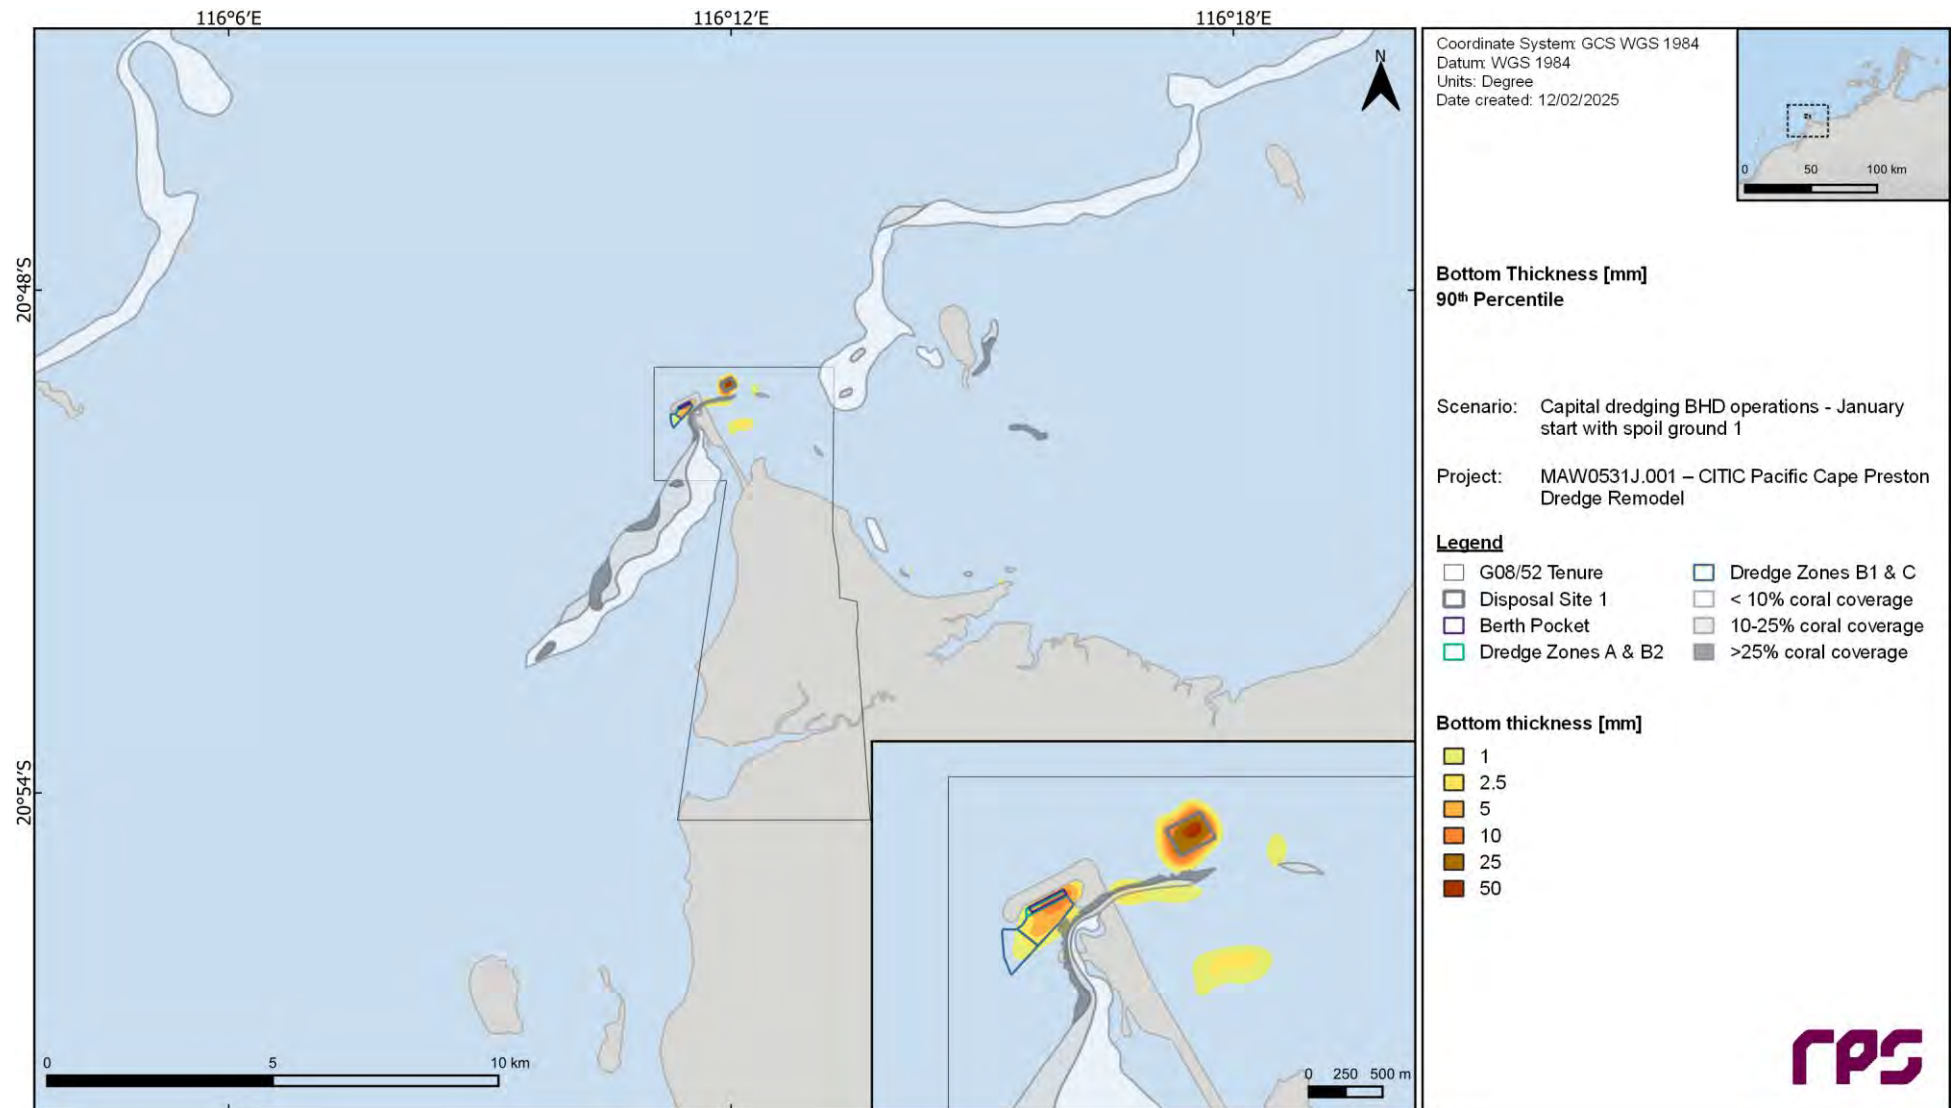 116°6'E
116°12'E
116°18'E
20°48'S
20°54'S
N
0
5
10 km
0
250
500 m
Coordinate System: GCS WGS 1984
Datum: WGS 1984
Units: Degree
Date created: 12/02/2025
0
50
100 km
Bottom Thickness [mm]
90th Percentile
Scenario: Capital dredging BHD operations - January
start with spoil ground 1
Project: MAW0531J.001 – CITIC Pacific Cape Preston
Dredge Remodel
Legend
G08/52 Tenure
Disposal Site 1
Berth Pocket
Dredge Zones A & B2
Dredge Zones B1 & C
< 10% coral coverage
10-25% coral coverage
>25% coral coverage
Bottom thickness [mm]
1
2.5
5
10
25
50
rps